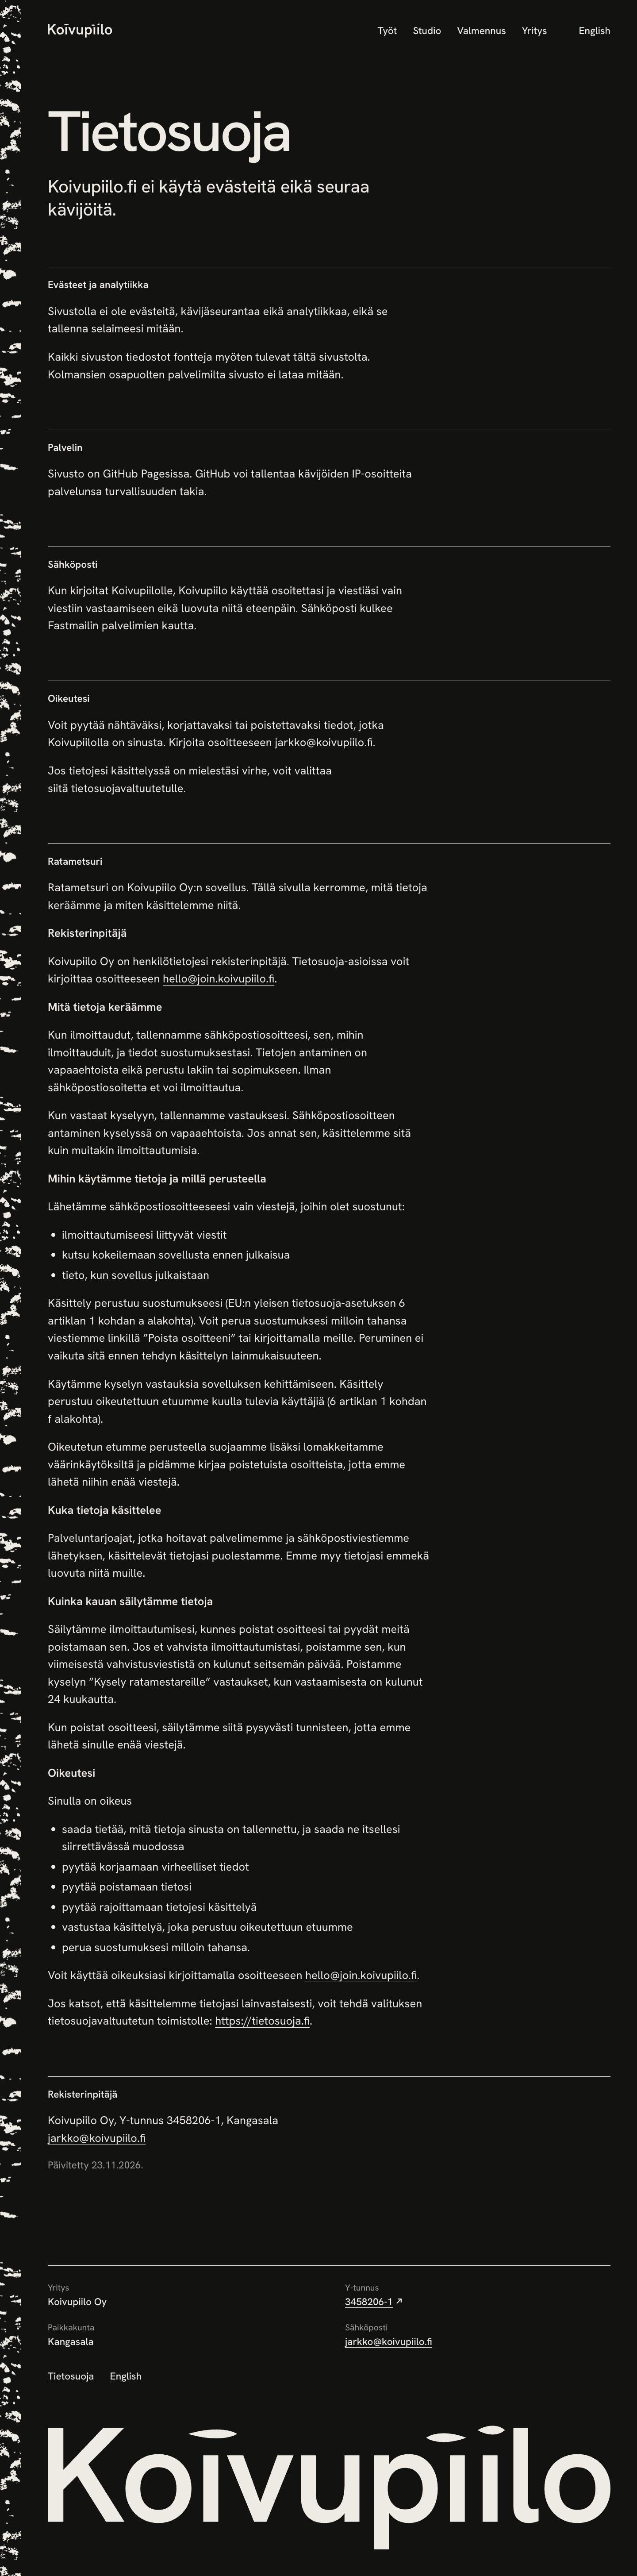 Koivupiilo
Työt Studio Valmennus Yritys English
Tietosuoja
Koivupiilo.fi ei käytä evästeitä eikä seuraa
kävijöitä.
Evästeet ja analytiikka
Sivustolla ei ole evästeitä, kävijäseurantaa eikä analytiikkaa, eikä se
tallenna selaimeesi mitään.
Kaikki sivuston tiedostot fontteja myöten tulevat tältä sivustolta.
Kolmansien osapuolten palvelimilta sivusto ei lataa mitään.
Palvelin
Sivusto on GitHub Pagesissa. GitHub voi tallentaa kävijöiden IP-osoitteita
palvelunsa turvallisuuden takia.
Sähköposti
Kun kirjoitat Koivupiilolle, Koivupiilo käyttää osoitettasi ja viestiäsi vain
viestiin vastaamiseen eikä luovuta niitä eteenpäin. Sähköposti kulkee
Fastmailin palvelimien kautta.
Oikeutesi
Voit pyytää nähtäväksi, korjattavaksi tai poistettavaksi tiedot, jotka
Koivupiilolla on sinusta. Kirjoita osoitteeseen jarkko@koivupiilo.fi.
Jos tietojesi käsittelyssä on mielestäsi virhe, voit valittaa
siitä tietosuojavaltuutetulle.
Ratametsuri
Ratametsuri on Koivupiilo Oy:n sovellus. Tällä sivulla kerromme, mitä tietoja
keräämme ja miten käsittelemme niitä.
Rekisterinpitäjä
Koivupiilo Oy on henkilötietojesi rekisterinpitäjä. Tietosuoja-asioissa voit
kirjoittaa osoitteeseen hello@join.koivupiilo.fi.
Mitä tietoja keräämme
Kun ilmoittaudut, tallennamme sähköpostiosoitteesi, sen, mihin
ilmoittauduit, ja tiedot suostumuksestasi. Tietojen antaminen on
vapaaehtoista eikä perustu lakiin tai sopimukseen. Ilman
sähköpostiosoitetta et voi ilmoittautua.
Kun vastaat kyselyyn, tallennamme vastauksesi. Sähköpostiosoitteen
antaminen kyselyssä on vapaaehtoista. Jos annat sen, käsittelemme sitä
kuin muitakin ilmoittautumisia.
Mihin käytämme tietoja ja millä perusteella
Lähetämme sähköpostiosoitteeseesi vain viestejä, joihin olet suostunut:
• ilmoittautumiseesi liittyvät viestit
• kutsu kokeilemaan sovellusta ennen julkaisua
• tieto, kun sovellus julkaistaan
Käsittely perustuu suostumukseesi (EU:n yleisen tietosuoja-asetuksen 6
artiklan 1 kohdan a alakohta). Voit perua suostumuksesi milloin tahansa
viestiemme linkillä ”Poista osoitteeni” tai kirjoittamalla meille. Peruminen ei
vaikuta sitä ennen tehdyn käsittelyn lainmukaisuuteen.
Käytämme kyselyn vastauksia sovelluksen kehittämiseen. Käsittely
perustuu oikeutettuun etuumme kuulla tulevia käyttäjiä (6 artiklan 1 kohdan
f alakohta).
Oikeutetun etumme perusteella suojaamme lisäksi lomakkeitamme
väärinkäytöksiltä ja pidämme kirjaa poistetuista osoitteista, jotta emme
lähetä niihin enää viestejä.
Kuka tietoja käsittelee
Palveluntarjoajat, jotka hoitavat palvelimemme ja sähköpostiviestiemme
lähetyksen, käsittelevät tietojasi puolestamme. Emme myy tietojasi emmekä
luovuta niitä muille.
Kuinka kauan säilytämme tietoja
Säilytämme ilmoittautumisesi, kunnes poistat osoitteesi tai pyydät meitä
poistamaan sen. Jos et vahvista ilmoittautumistasi, poistamme sen, kun
viimeisestä vahvistusviestistä on kulunut seitsemän päivää. Poistamme
kyselyn ”Kysely ratamestareille” vastaukset, kun vastaamisesta on kulunut
24 kuukautta.
Kun poistat osoitteesi, säilytämme siitä pysyvästi tunnisteen, jotta emme
lähetä sinulle enää viestejä.
Oikeutesi
Sinulla on oikeus
• saada tietää, mitä tietoja sinusta on tallennettu, ja saada ne itsellesi
siirrettävässä muodossa
• pyytää korjaamaan virheelliset tiedot
• pyytää poistamaan tietosi
• pyytää rajoittamaan tietojesi käsittelyä
• vastustaa käsittelyä, joka perustuu oikeutettuun etuumme
• perua suostumuksesi milloin tahansa.
Voit käyttää oikeuksiasi kirjoittamalla osoitteeseen hello@join.koivupiilo.fi.
Jos katsot, että käsittelemme tietojasi lainvastaisesti, voit tehdä valituksen
tietosuojavaltuutetun toimistolle: https://tietosuoja.fi.
Rekisterinpitäjä
Koivupiilo Oy, Y-tunnus 3458206-1, Kangasala
jarkko@koivupiilo.fi
Päivitetty 23.11.2026.
Yritys
Koivupiilo Oy
Y-tunnus
3458206-1 ↗
Paikkakunta
Kangasala
Sähköposti
jarkko@koivupiilo.fi
Tietosuoja English
Koivupiilo